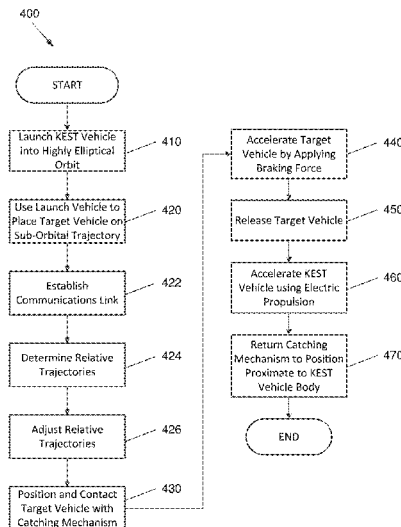 400
START
Launch KEST Vehicle
into Highly Elliptical
Orbit
410
Use Launch Vehicle to
Place Target Vehicle on
Sub-Orbital Trajectory
420
Establish
Communications Link
422
Determine Relative
Trajectories
424
Adjust Relative
Trajectories
426
Position and Contact
Target Vehicle with
Catching Mechanism
430
Accelerate Target
Vehicle by Applying
Braking Force
440
Release Target Vehicle
450
Accelerate KEST
Vehicle using Electric
Propulsion
460
Return Catching
Mechanism to Position
Proximate to KEST
Vehicle Body
470
END